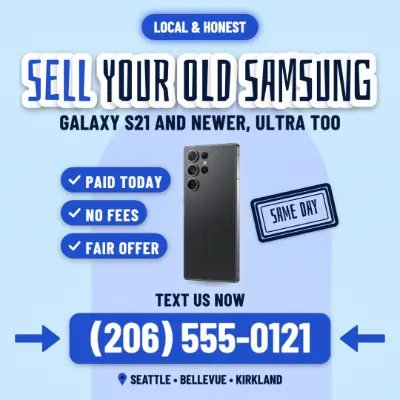 LOCAL & HONEST
SELL YOUR OLD SAMSUNG
GALAXY S21 AND NEWER, ULTRA TOO
PAID TODAY
NO FEES
FAIR OFFER
SAME DAY
TEXT US NOW
(206) 555-0121
SEATTLE • BELLEVUE • KIRKLAND